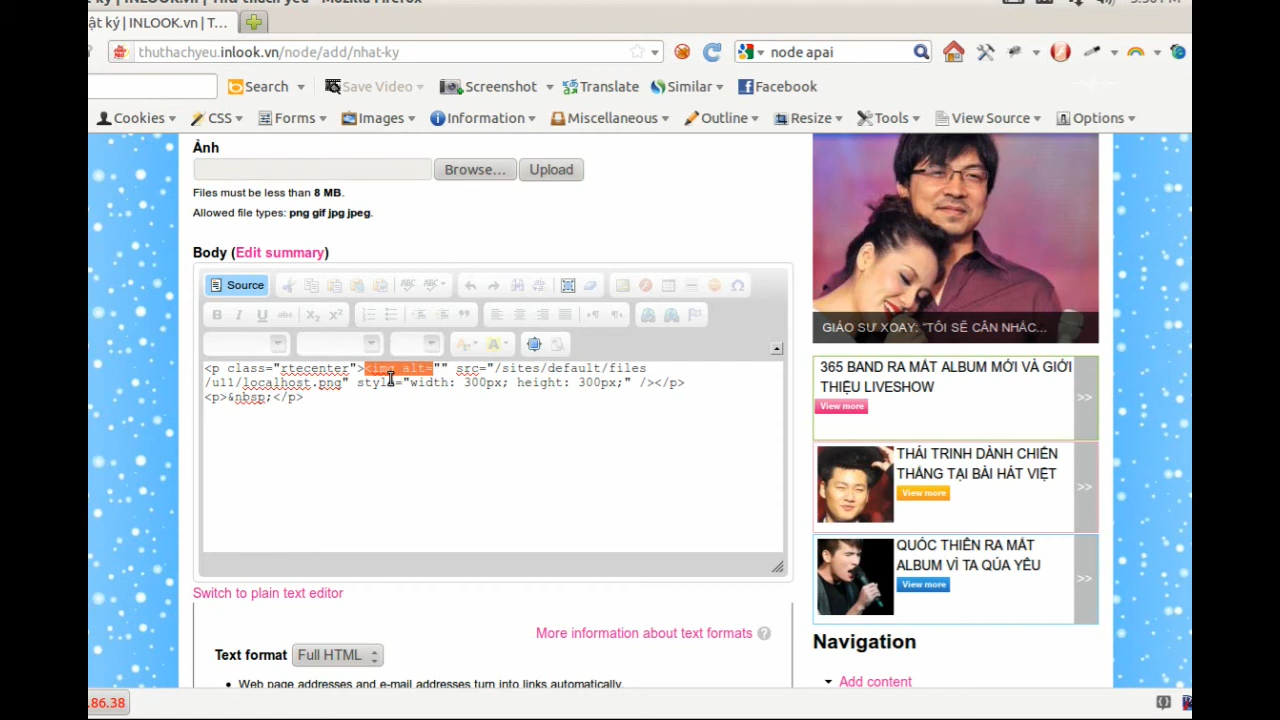 ật ký | INLOOK.vn | T...
thuthachyeu.inlook.vn/node/add/nhat-ky
node apai
Search
Save Video
Screenshot
Translate
Similar
Facebook
Cookies
CSS
Forms
Images
Information
Miscellaneous
Outline
Resize
Tools
View Source
Options
Ảnh
Browse...
Upload
Files must be less than 8 MB.
Allowed file types: png gif jpg jpeg.
Body (Edit summary)
Source
<p class="rtecenter"><img alt="" src="/sites/default/files
/u11/localhost.png" style="width: 300px; height: 300px;" /></p>
<p>&nbsp;</p>
Switch to plain text editor
More information about text formats ?
Text format Full HTML
Web page addresses and e-mail addresses turn into links automatically.
GIÁO SƯ XOAY: "TÔI SẼ CÂN NHẮC...
365 BAND RA MẮT ALBUM MỚI VÀ GIỚI
THIỆU LIVESHOW
View more
>>
THÁI TRINH DÀNH CHIẾN
THẮNG TẠI BÀI HÁT VIỆT
View more
>>
QUỐC THIÊN RA MẮT
ALBUM VÌ TA QÚA YÊU
View more
>>
Navigation
Add content
.86.38